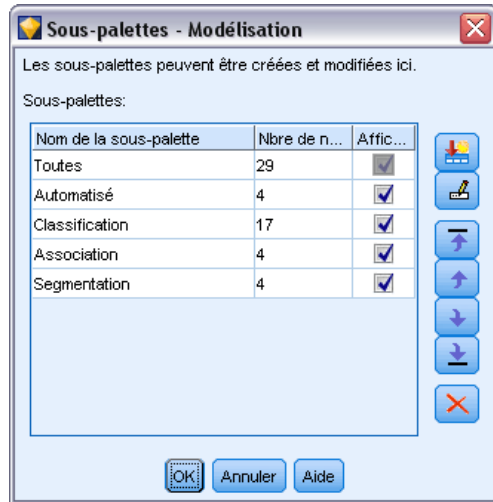 Sous-palettes - Modélisation
Les sous-palettes peuvent être créées et modifiées ici.
Sous-palettes:
Nom de la sous-palette Nbre de n... Affic...
Toutes 29
Automatisé 4
Classification 17
Association 4
Segmentation 4
OK Annuler Aide